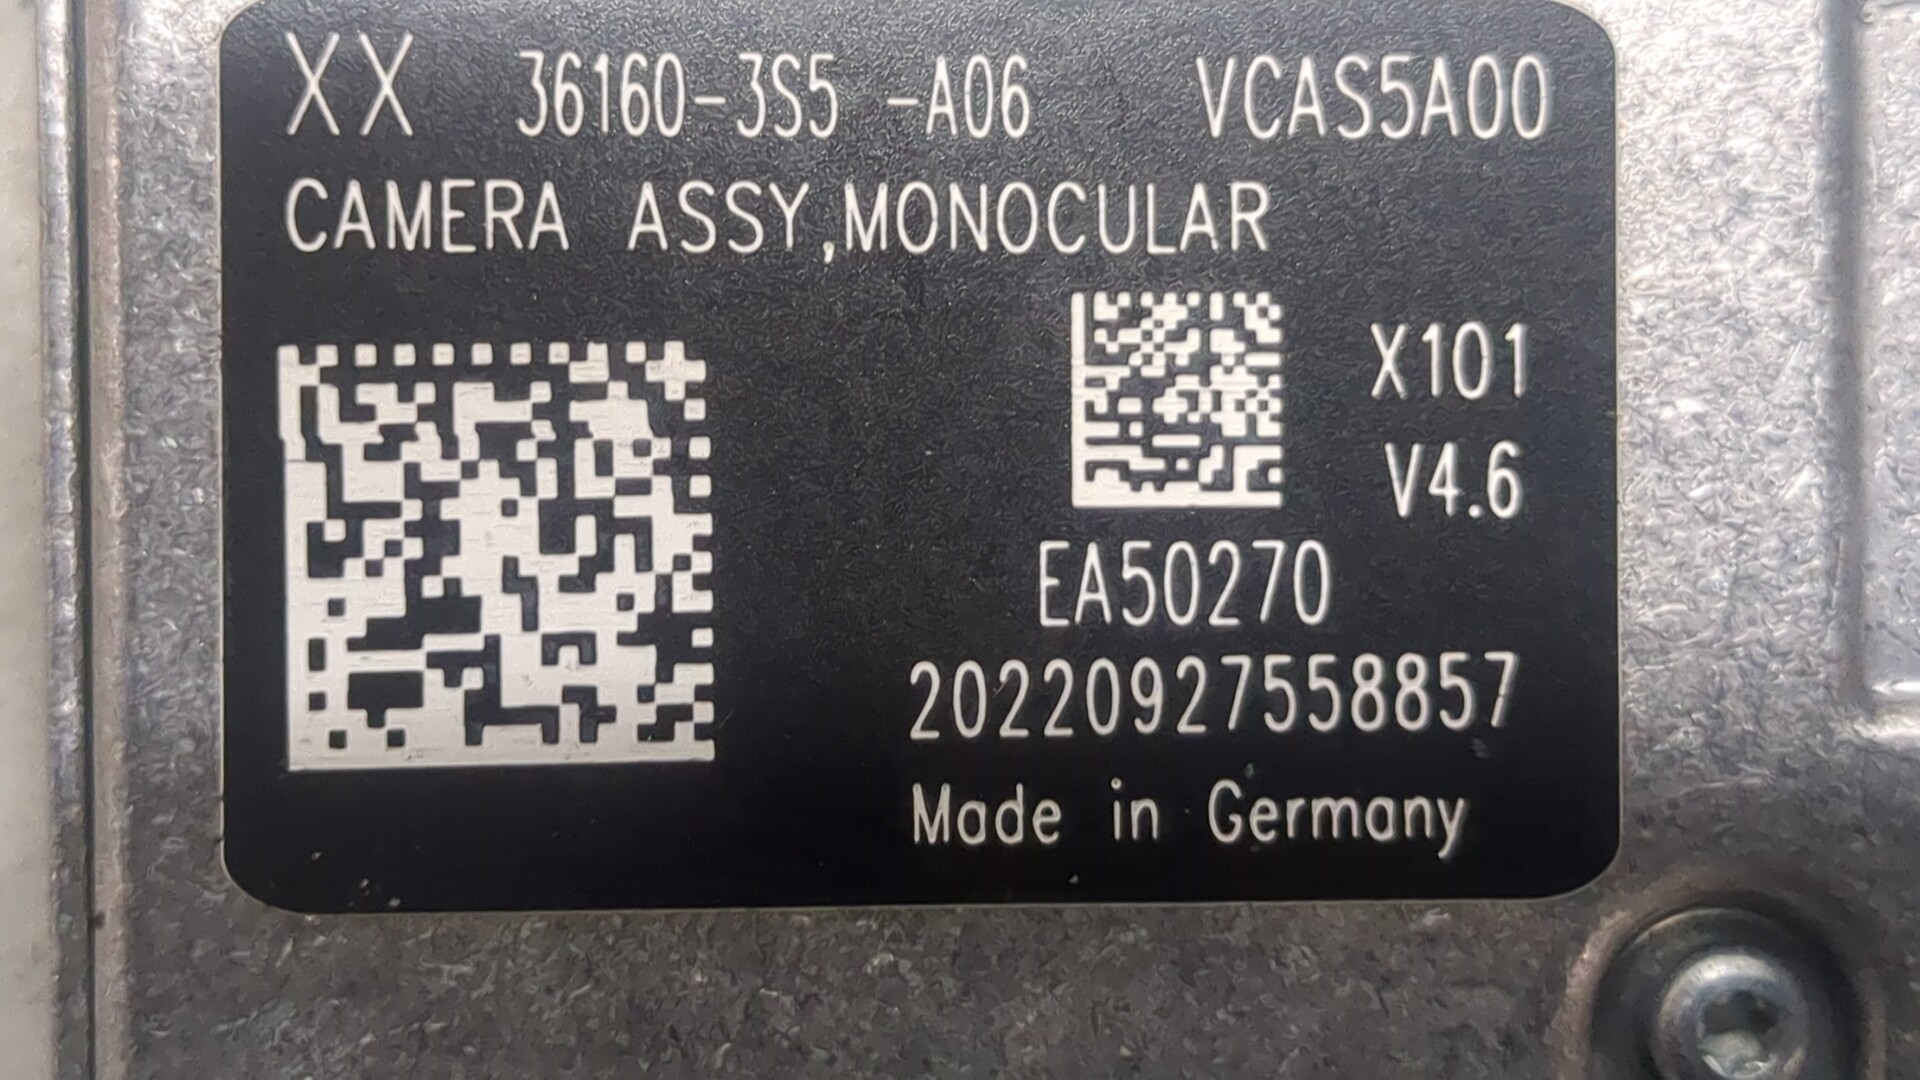 XX 36160-3S5 -A06 VCAS5A00
CAMERA ASSY,MONOCULAR
X101
V4.6
EA50270
20220927558857
Made in Germany